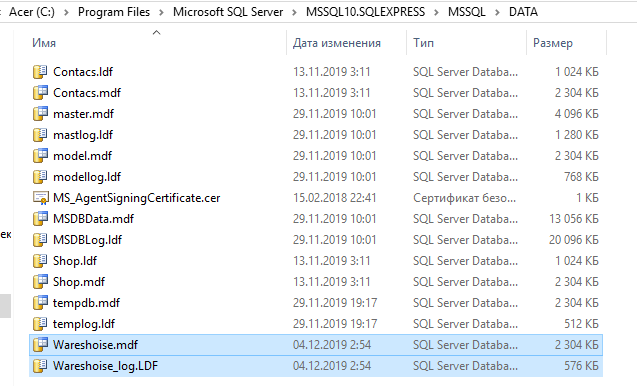 Acer (C:) › Program Files › Microsoft SQL Server › MSSQL10.SQLEXPRESS › MSSQL › DATA
Имя Дата изменения Тип Размер
Contacs.ldf 13.11.2019 3:11 SQL Server Databa... 1 024 КБ
Contacs.mdf 13.11.2019 3:11 SQL Server Databa... 2 304 КБ
master.mdf 29.11.2019 10:01 SQL Server Databa... 4 096 КБ
mastlog.ldf 29.11.2019 10:01 SQL Server Databa... 1 280 КБ
model.mdf 29.11.2019 10:01 SQL Server Databa... 2 304 КБ
modellog.ldf 29.11.2019 10:01 SQL Server Databa... 768 КБ
MS_AgentSigningCertificate.cer 15.02.2018 22:41 Сертификат безо... 1 КБ
MSDBData.mdf 29.11.2019 10:01 SQL Server Databa... 13 056 КБ
ек
MSDBLog.ldf 29.11.2019 10:01 SQL Server Databa... 20 096 КБ
Shop.ldf 13.11.2019 3:11 SQL Server Databa... 1 024 КБ
Shop.mdf 13.11.2019 3:11 SQL Server Databa... 2 304 КБ
tempdb.mdf 29.11.2019 19:17 SQL Server Databa... 2 304 КБ
templog.ldf 29.11.2019 19:17 SQL Server Databa... 512 КБ
Wareshoise.mdf 04.12.2019 2:54 SQL Server Databa... 2 304 КБ
Wareshoise_log.LDF 04.12.2019 2:54 SQL Server Databa... 576 КБ